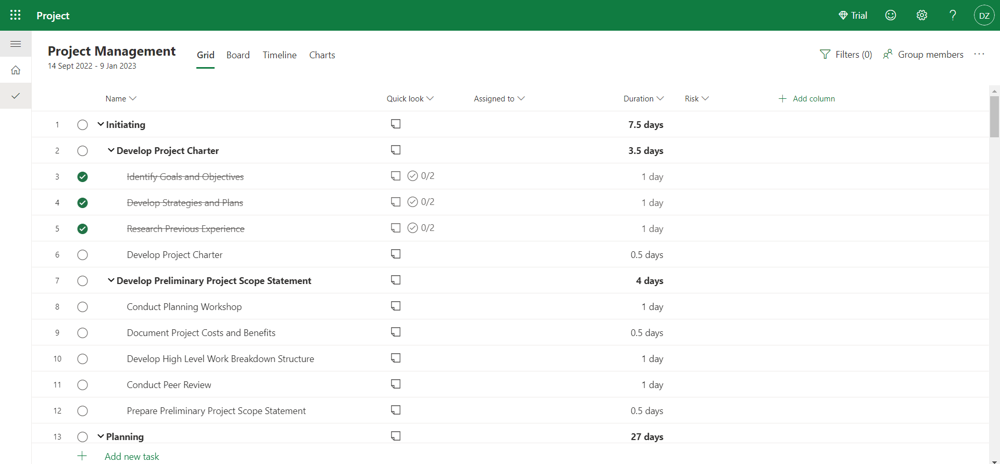 Project Trial ? DZ
Project Management
14 Sept 2022 - 9 Jan 2023
Grid Board Timeline Charts
Filters (0) Group members ...
Name Quick look Assigned to Duration Risk + Add column
1 Initiating 7.5 days
2 Develop Project Charter 3.5 days
3 Identify Goals and Objectives 0/2 1 day
4 Develop Strategies and Plans 0/2 1 day
5 Research Previous Experience 0/2 1 day
6 Develop Project Charter 0.5 days
7 Develop Preliminary Project Scope Statement 4 days
8 Conduct Planning Workshop 1 day
9 Document Project Costs and Benefits 0.5 days
10 Develop High Level Work Breakdown Structure 1 day
11 Conduct Peer Review 1 day
12 Prepare Preliminary Project Scope Statement 0.5 days
13 Planning 27 days
+ Add new task